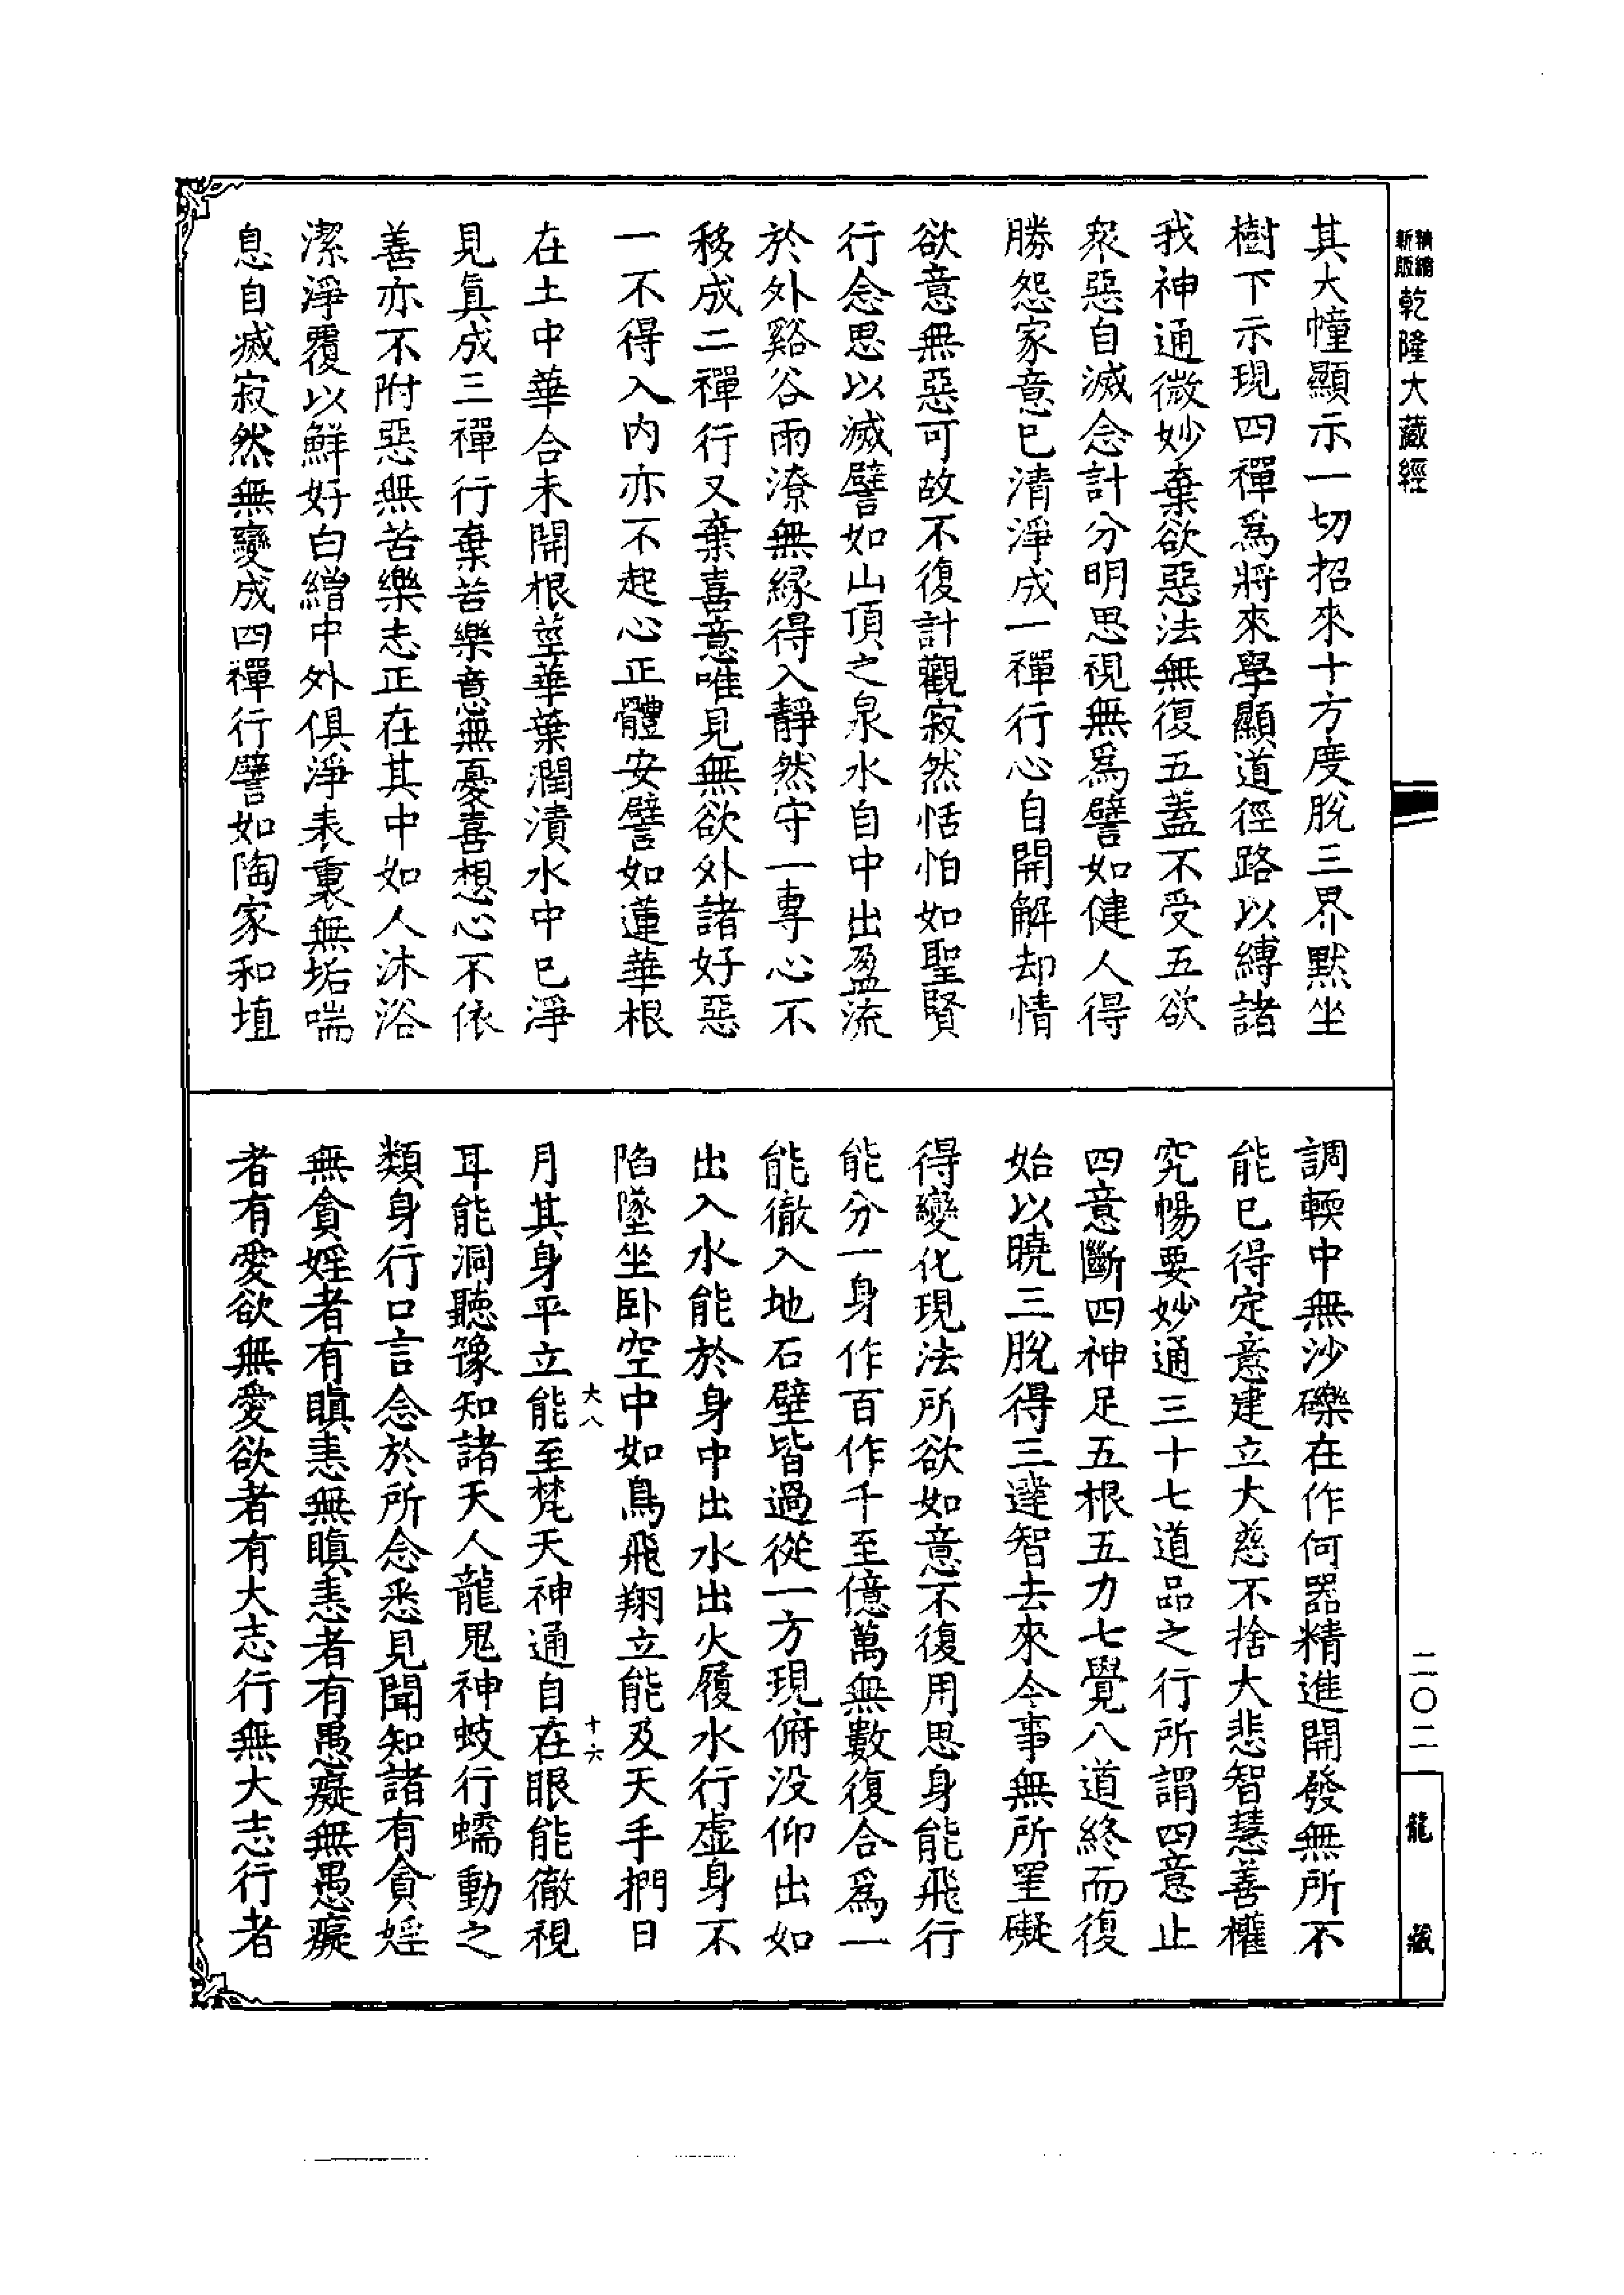 新版
精縮
乾隆大藏經
其大幢顯示一切招來十方度脫三界默坐
樹下示現四禪爲將來學顯道徑路以縛諸
我神通微妙棄欲惡法無復五蓋不受五欲
衆惡自滅念計分明思視無爲譬如健人得
勝怨家意已清淨成一禪行心自開解却情
欲意無惡可故不復計觀寂然恬怕如聖賢
行念思以滅譬如山頂之泉水自中出盈流
於外谿谷雨潦無緣得入靜然守一專心不
移成二禪行又棄喜意唯見無欲外諸好惡
一不得入內亦不起心正體安譬如蓮華根
在土中華合未開根莖華葉潤漬水中已淨
見眞成三禪行棄苦樂意無憂喜想心不依
善亦不附惡無苦樂志正在其中如人沐浴
潔淨覆以鮮好白繒中外俱淨表裏無垢喘
息自滅寂然無變成四禪行譬如陶家和埴
調輭中無沙礫在作何器精進開發無所不
能已得定意建立大慈不捨大悲智慧善權
究暢要妙通三十七道品之行所謂四意止
四意斷四神足五根五力七覺八道終而復
始以曉三脫得三達智去來今事無所罣礙
得變化現法所欲如意不復用思身能飛行
能分一身作百作千至億萬無數復合爲一
能徹入地石壁皆過從一方現俯没仰出如
出入水能於身中出水出火履水行虛身不
陷墜坐卧空中如鳥飛翔立能及天手捫日
大八
十六
月其身平立能至梵天神通自在眼能徹視
耳能洞聽豫知諸天人龍鬼神蚑行蠕動之
類身行口言念於所念悉見聞知諸有貪婬
無貪婬者有瞋恚無瞋恚者有愚癡無愚癡
者有愛欲無愛欲者有大志行無大志行者
二〇二
龍
藏